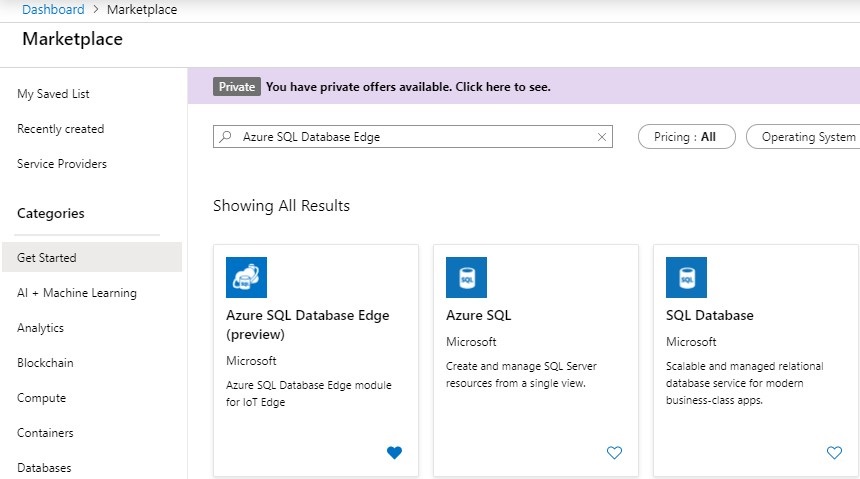 Dashboard > Marketplace
Marketplace
My Saved List
Recently created
Service Providers
Categories
Get Started
AI + Machine Learning
Analytics
Blockchain
Compute
Containers
Databases
Private You have private offers available. Click here to see.
Azure SQL Database Edge
Pricing : All
Operating System
Showing All Results
Azure SQL Database Edge
(preview)
Microsoft
Azure SQL Database Edge module
for IoT Edge
SQL
Azure SQL
Microsoft
Create and manage SQL Server
resources from a single view.
SQL
SQL Database
Microsoft
Scalable and managed relational
database service for modern
business-class apps.